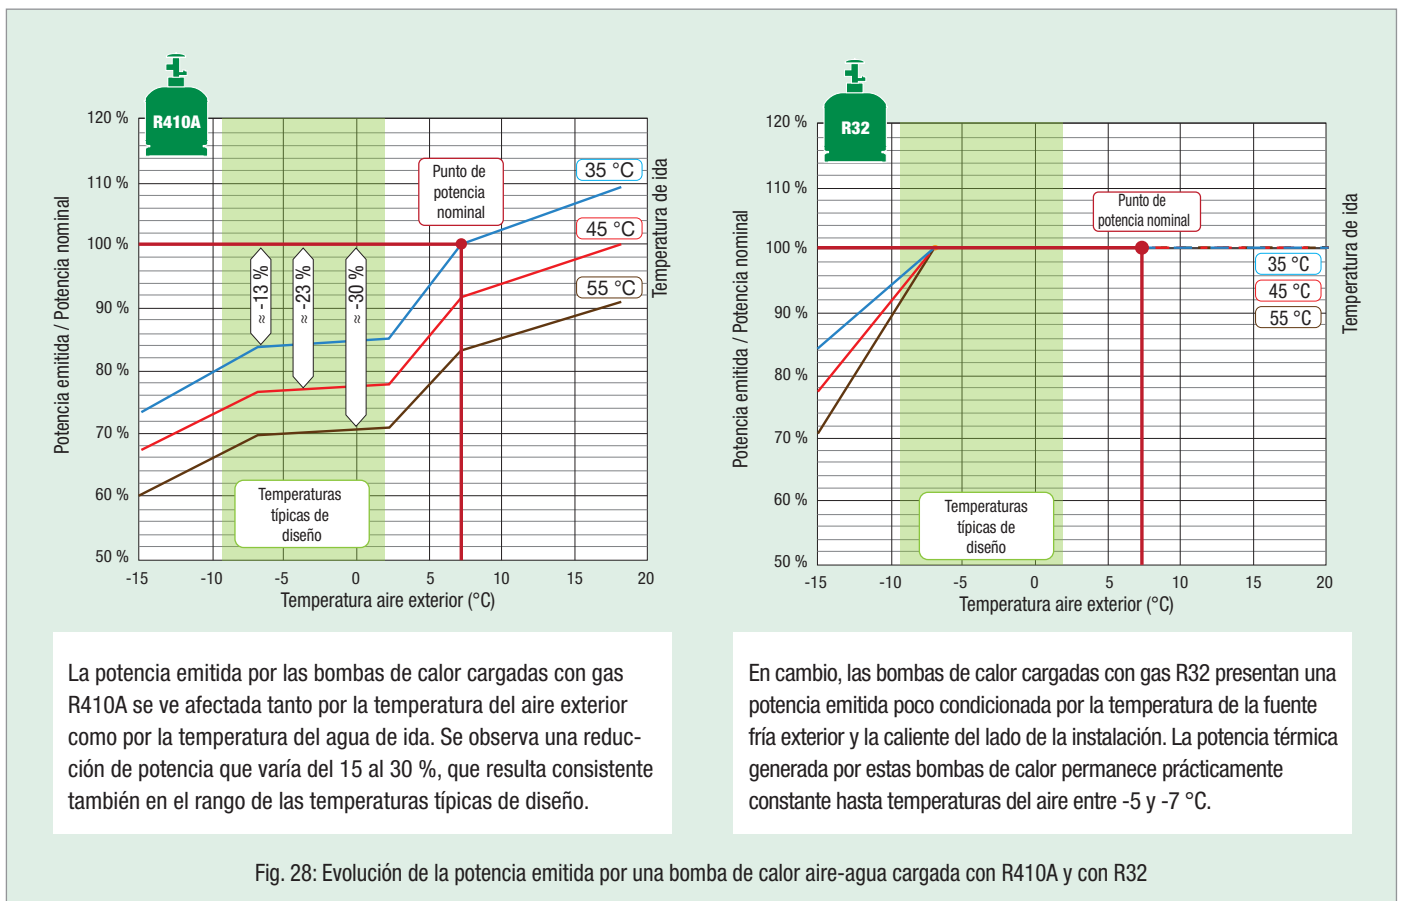 R410A
120 %
110 %
100 %
90 %
80 %
70 %
60 %
50 %
Potencia emitida / Potencia nominal
Punto de
potencia
nominal
35 °C
45 °C
55 °C
Temperatura de ida
≈ -13 %
≈ -23 %
≈ -30 %
Temperaturas
típicas de
diseño
-15
-10
-5
0
5
10
15
20
Temperatura aire exterior (°C)
R32
120 %
110 %
100 %
90 %
80 %
70 %
60 %
50 %
Potencia emitida / Potencia nominal
Punto de
potencia nominal
35 °C
45 °C
55 °C
Temperatura de ida
Temperaturas
típicas de
diseño
-15
-10
-5
0
5
10
15
20
Temperatura aire exterior (°C)
La potencia emitida por las bombas de calor cargadas con gas
R410A se ve afectada tanto por la temperatura del aire exterior
como por la temperatura del agua de ida. Se observa una reduc-
ción de potencia que varía del 15 al 30 %, que resulta consistente
también en el rango de las temperaturas típicas de diseño.
En cambio, las bombas de calor cargadas con gas R32 presentan una
potencia emitida poco condicionada por la temperatura de la fuente
fría exterior y la caliente del lado de la instalación. La potencia térmica
generada por estas bombas de calor permanece prácticamente
constante hasta temperaturas del aire entre -5 y -7 °C.
Fig. 28: Evolución de la potencia emitida por una bomba de calor aire-agua cargada con R410A y con R32